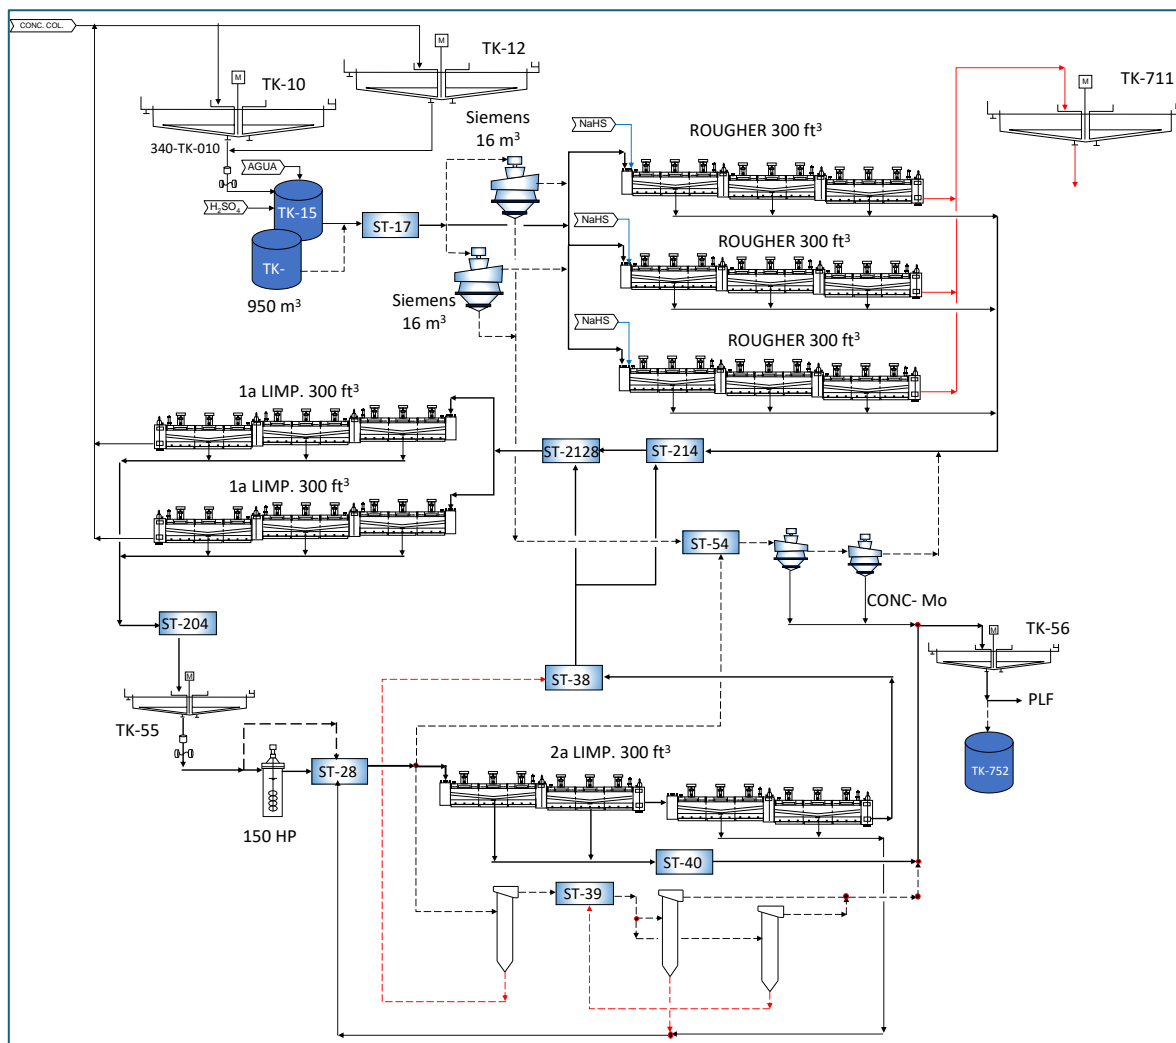 CONC. COL.
TK-12
M
TK-10
M
TK-711
M
340-TK-010
Siemens
16 m³
NaHS
ROUGHER 300 ft³
AGUA
H₂SO₄
TK-15
ST-17
TK-
950 m³
NaHS
ROUGHER 300 ft³
Siemens
16 m³
NaHS
ROUGHER 300 ft³
1a LIMP. 300 ft³
ST-2128
ST-214
1a LIMP. 300 ft³
ST-54
CONC- Mo
ST-204
TK-56
M
ST-38
M
PLF
TK-55
2a LIMP. 300 ft³
ST-28
TK-752
150 HP
ST-40
ST-39